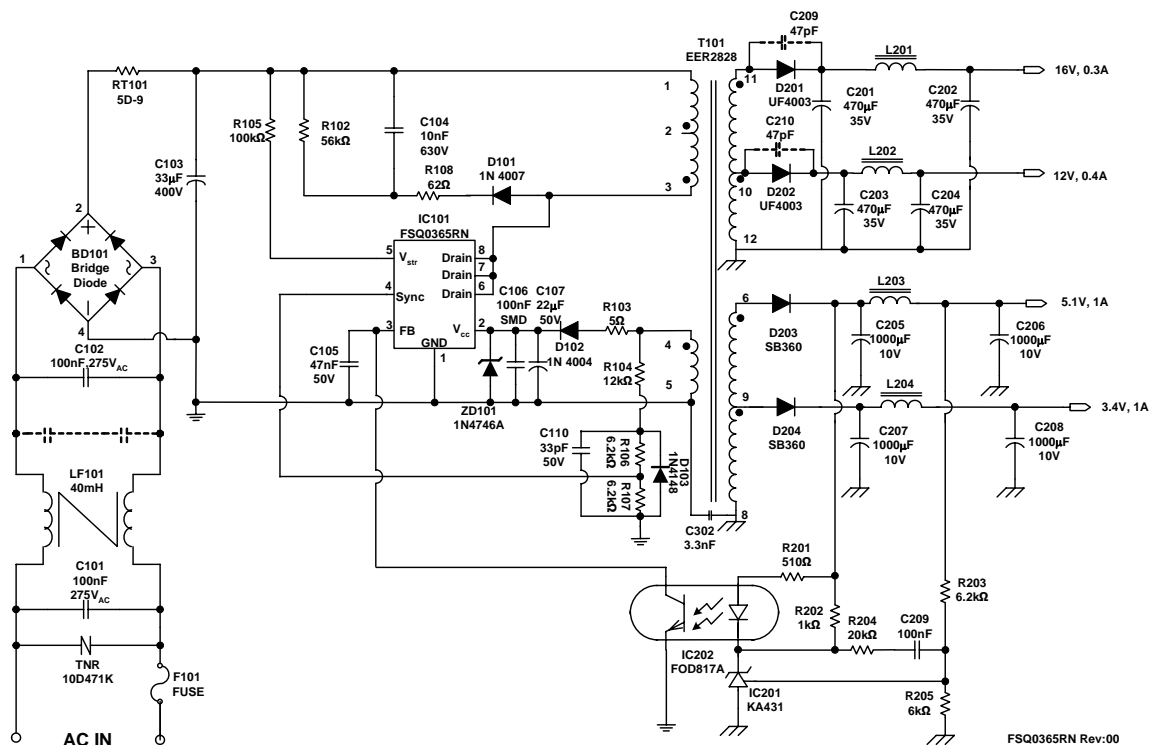 C209
47pF
T101
EER2828
L201
16V, 0.3A
RT101
5D-9
1
11
D201
UF4003
C201
470µF
35V
C202
470µF
35V
R105
100kΩ
R102
56kΩ
C104
10nF
630V
2
C210
47pF
L202
12V, 0.4A
C103
33µF
400V
R108
62Ω
D101
1N 4007
3
10
D202
UF4003
C203
470µF
35V
C204
470µF
35V
IC101
FSQ0365RN
12
2
BD101
Bridge
Diode
1
3
4
5
Vstr
Drain
8
Drain
7
Drain
6
4
Sync
3
FB
Vcc
2
GND
1
C106
100nF
SMD
C107
22µF
50V
R103
5Ω
D102
1N 4004
L203
5.1V, 1A
6
D203
SB360
C205
1000µF
10V
C206
1000µF
10V
C102
100nF,275VAC
C105
47nF
50V
R104
12kΩ
4
5
L204
3.4V, 1A
9
D204
SB360
C207
1000µF
10V
C208
1000µF
10V
ZD101
1N4746A
C110
33pF
50V
R106
6.2kΩ
R107
6.2kΩ
D103
1N4148
LF101
40mH
8
C302
3.3nF
R201
510Ω
C101
100nF
275VAC
R203
6.2kΩ
R202
1kΩ
R204
20kΩ
C209
100nF
TNR
10D471K
F101
FUSE
IC202
FOD817A
IC201
KA431
R205
6kΩ
AC IN
FSQ0365RN Rev:00